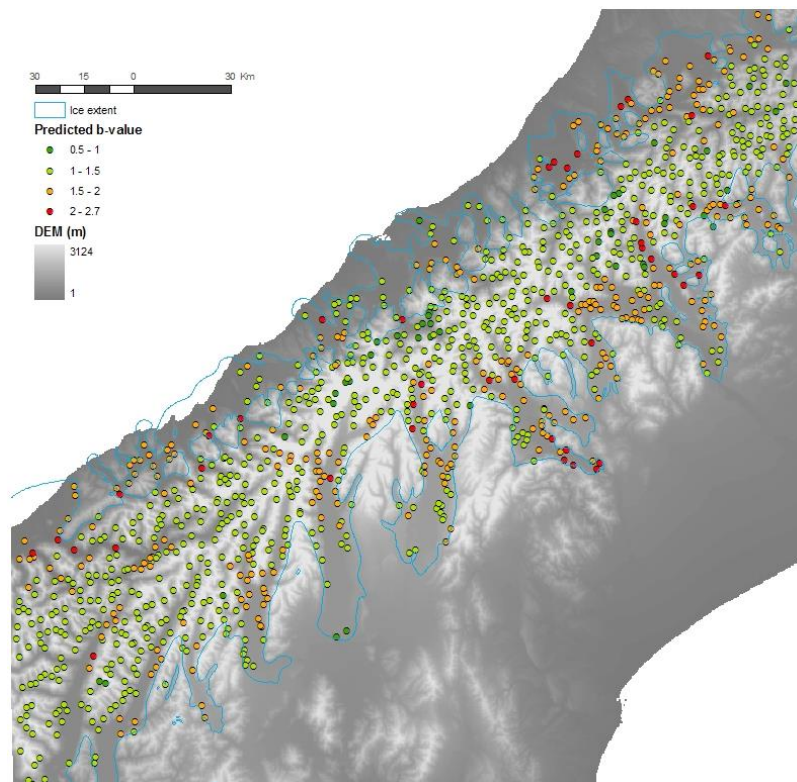 30 15 0 30 Km
Ice extent
Predicted b-value
0.5 - 1
1 - 1.5
1.5 - 2
2 - 2.7
DEM (m)
3124
1